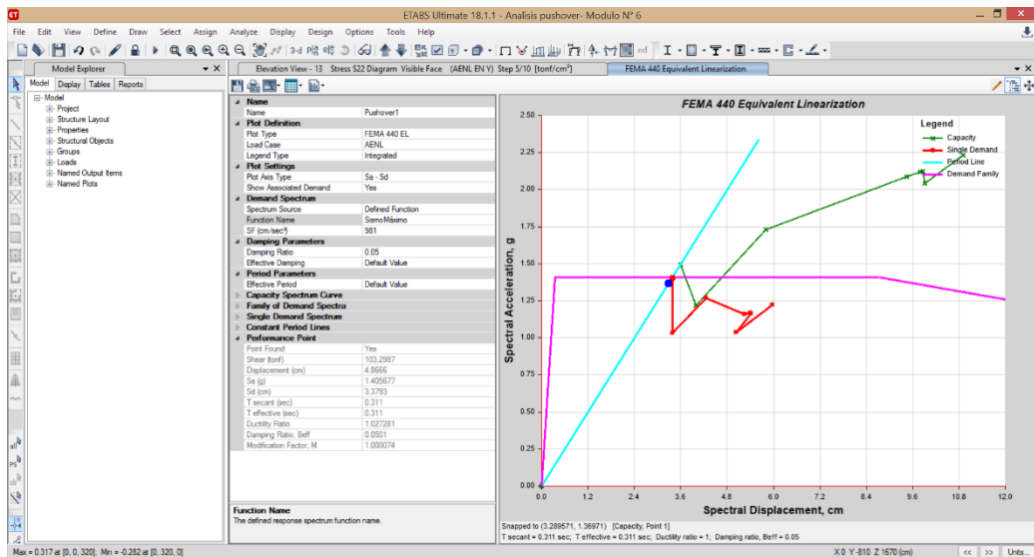 ETABS Ultimate 18.1.1 - Analisis pushover- Modulo N° 6
File Edit View Define Draw Select Assign Analyze Display Design Options Tools Help
Model Explorer
Elevation View - 13 Stress S22 Diagram Visible Face (AENL EN Y) Step 5/10 [tonf/cm²]
FEMA 440 Equivalent Linearization
Model Display Tables Reports
Model
Project
Structure Layout
Properties
Structural Objects
Groups
Loads
Named Output Items
Named Plots
Name
Name Pushover1
Plot Definition
Plot Type FEMA 440 EL
Load Case AENL
Legend Type Integrated
Plot Settings
Plot Axis Type Sa - Sd
Show Associated Demand Yes
Demand Spectrum
Spectrum Source Defined Function
Function Name SismoMáximo
SF (cm/sec²) 981
Damping Parameters
Damping Ratio 0.05
Effective Damping Default Value
Period Parameters
Effective Period Default Value
Capacity Spectrum Curve
Family of Demand Spectra
Single Demand Spectrum
Constant Period Lines
Performance Point
Point Found Yes
Shear (tonf) 103.2987
Displacement (cm) 4.8666
Sa (g) 1.405677
Sd (cm) 3.3793
T secant (sec) 0.311
T effective (sec) 0.311
Ductility Ratio 1.027281
Damping Ratio, Beff 0.0501
Modification Factor, M 1.000074
Function Name
The defined response spectrum function name.
FEMA 440 Equivalent Linearization
Legend
Capacity
Single Demand
Period Line
Demand Family
Spectral Acceleration, g
2.50
2.25
2.00
1.75
1.50
1.25
1.00
0.75
0.50
0.25
0.00
0.0 1.2 2.4 3.6 4.8 6.0 7.2 8.4 9.6 10.8 12.0
Spectral Displacement, cm
Snapped to (3.289571, 1.36971) [Capacity, Point 1]
T secant = 0.311 sec; T effective = 0.311 sec; Ductility ratio = 1; Damping ratio, Beff = 0.05
Max = 0.317 at [0, 0, 320]; Min = -0.282 at [0, 320, 0]
X 0 Y -810 Z 1670 (cm)
<< >> Units...